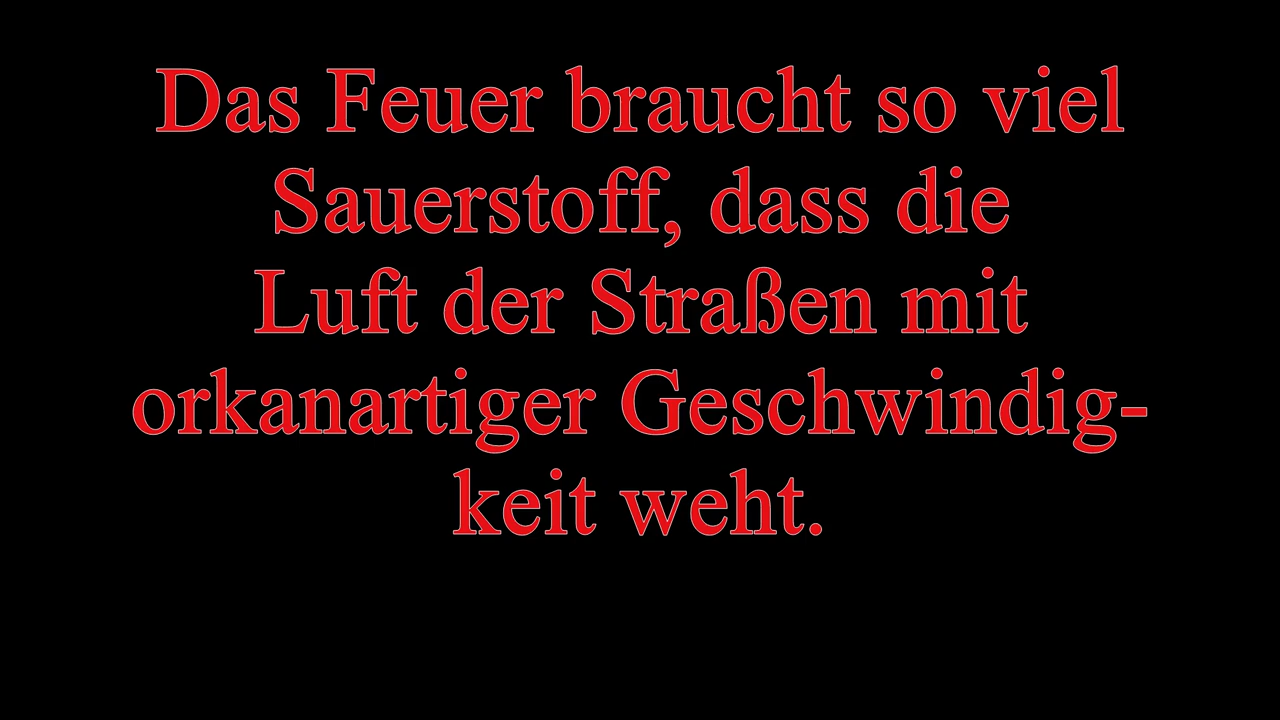 Das Feuer braucht so viel
Sauerstoff, dass die
Luft der Straßen mit
orkanartiger Geschwindig-
keit weht.